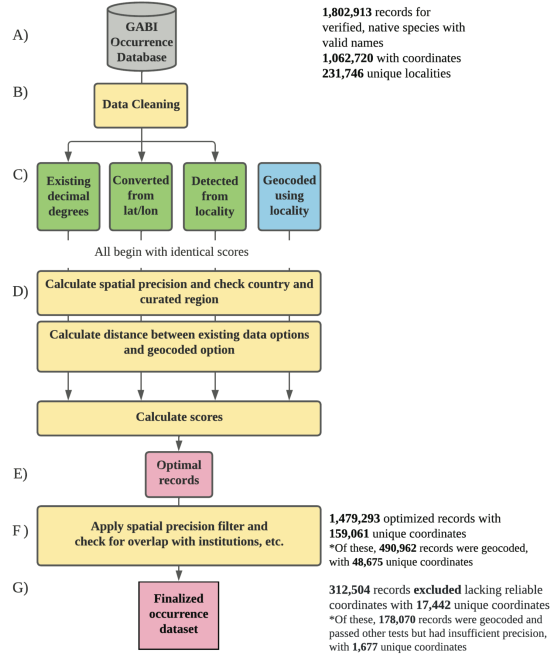 A)
GABI
Occurrence
Database
1,802,913 records for
verified, native species with
valid names
1,062,720 with coordinates
231,746 unique localities
B)
Data Cleaning
C)
Existing
decimal
degrees
Converted
from
lat/lon
Detected
from
locality
Geocoded
using
locality
All begin with identical scores
D)
Calculate spatial precision and check country and
curated region
Calculate distance between existing data options
and geocoded option
Calculate scores
E)
Optimal
records
F )
Apply spatial precision filter and
check for overlap with institutions, etc.
1,479,293 optimized records with
159,061 unique coordinates
*Of these, 490,962 records were geocoded,
with 48,675 unique coordinates
G)
Finalized
occurrence
dataset
312,504 records excluded lacking reliable
coordinates with 17,442 unique coordinates
*Of these, 178,070 records were geocoded and
passed other tests but had insufficient precision,
with 1,677 unique coordinates